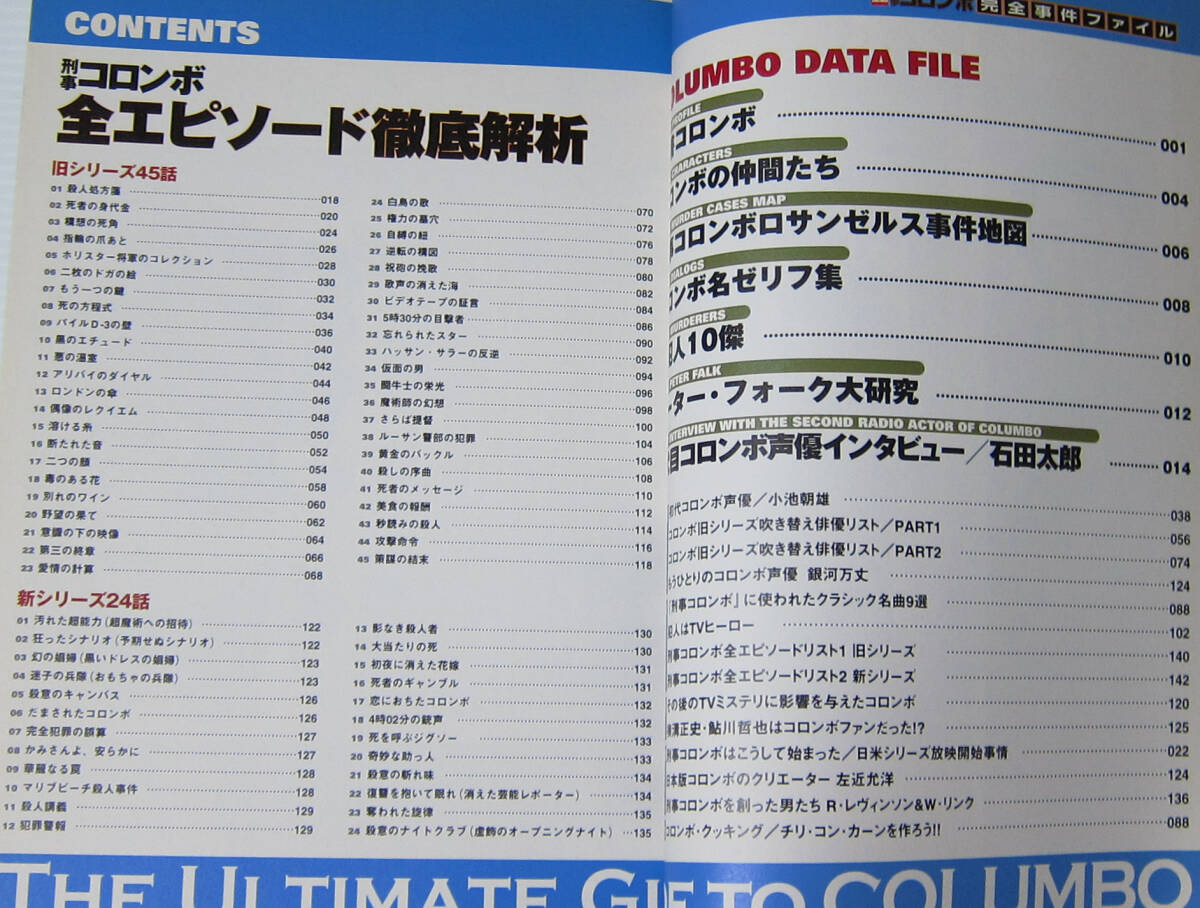 CONTENTS
刑事コロンボ
全エピソード徹底解析
旧シリーズ45話
01 殺人処方箋 018
02 死者の身代金 020
03 構想の死角 024
04 指輪の爪あと 026
05 ホリスター将軍のコレクション 028
06 二枚のドガの絵 030
07 もう一つの鍵 032
08 死の方程式 034
09 パイルD-3の壁 036
10 黒のエチュード 040
11 悪の温室 042
12 アリバイのダイヤル 044
13 ロンドンの傘 046
14 偶像のレクイエム 048
15 溶ける糸 050
16 断たれた音 052
17 二つの顔 054
18 毒のある花 058
19 別れのワイン 060
20 野望の果て 062
21 意識の下の映像 064
22 第三の終章 066
23 愛情の計算 068
24 白鳥の歌 070
25 権力の墓穴 072
26 自縛の紐 076
27 逆転の構図 078
28 祝砲の挽歌 080
29 歌声の消えた海 082
30 ビデオテープの証言 084
31 5時30分の目撃者 086
32 忘れられたスター 090
33 ハッサン・サラーの反逆 092
34 仮面の男 094
35 闘牛士の栄光 096
36 魔術師の幻想 098
37 さらば提督 100
38 ルーサン警部の犯罪 104
39 黄金のバックル 106
40 殺しの序曲 108
41 死者のメッセージ 110
42 美食の報酬 112
43 秒読みの殺人 114
44 攻撃命令 116
45 策謀の結末 118
新シリーズ24話
01 汚れた超能力(超魔術への招待) 122
02 狂ったシナリオ(予期せぬシナリオ) 122
03 幻の娼婦(黒いドレスの娼婦) 123
04 迷子の兵隊(おもちゃの兵隊) 123
05 殺意のキャンバス 126
06 だまされたコロンボ 126
07 完全犯罪の誤算 127
08 かみさんよ、安らかに 127
09 華麗なる罠 128
10 マリブビーチ殺人事件 128
11 殺人講義 129
12 犯罪警報 129
13 影なき殺人者 130
14 大当たりの死 130
15 初夜に消えた花嫁 131
16 死者のギャンブル 131
17 恋におちたコロンボ 132
18 4時02分の銃声 132
19 死を呼ぶジグソー 133
20 奇妙な助っ人 133
21 殺意の斬れ味 134
22 復讐を抱いて眠れ(消えた芸能レポーター) 134
23 奪われた旋律 135
24 殺意のナイトクラブ(虚飾のオープニングナイト) 135
コロンボ完全事件ファイル
OLUMBO DATA FILE
PROFILE
コロンボ 001
CHARACTERS
ンボの仲間たち 004
MURDER CASES MAP
コロンボロサンゼルス事件地図 006
DIALOGS
ンボ名ゼリフ集 008
MURDERERS
人10傑 010
PETER FALK
ーター・フォーク大研究 012
INTERVIEW WITH THE SECOND RADIO ACTOR OF COLUMBO
目コロンボ声優インタビュー/石田太郎 014
初代コロンボ声優/小池朝雄 038
コロンボ旧シリーズ吹き替え俳優リスト/PART1 056
コロンボ旧シリーズ吹き替え俳優リスト/PART2 074
もうひとりのコロンボ声優 銀河万丈 124
「刑事コロンボ」に使われたクラシック名曲9選 088
犯人はTVヒーロー 102
刑事コロンボ全エピソードリスト1 旧シリーズ 140
刑事コロンボ全エピソードリスト2 新シリーズ 142
その後のTVミステリに影響を与えたコロンボ 120
横溝正史・鮎川哲也はコロンボファンだった!? 125
刑事コロンボはこうして始まった/日米シリーズ放映開始事情 022
日本版コロンボのクリエーター 左近允洋 124
刑事コロンボを創った男たち R・レヴィンソン&W・リンク 136
コロンボ・クッキング/チリ・コン・カーンを作ろう!! 088
THE ULTIMATE GIFTO COLUMBO